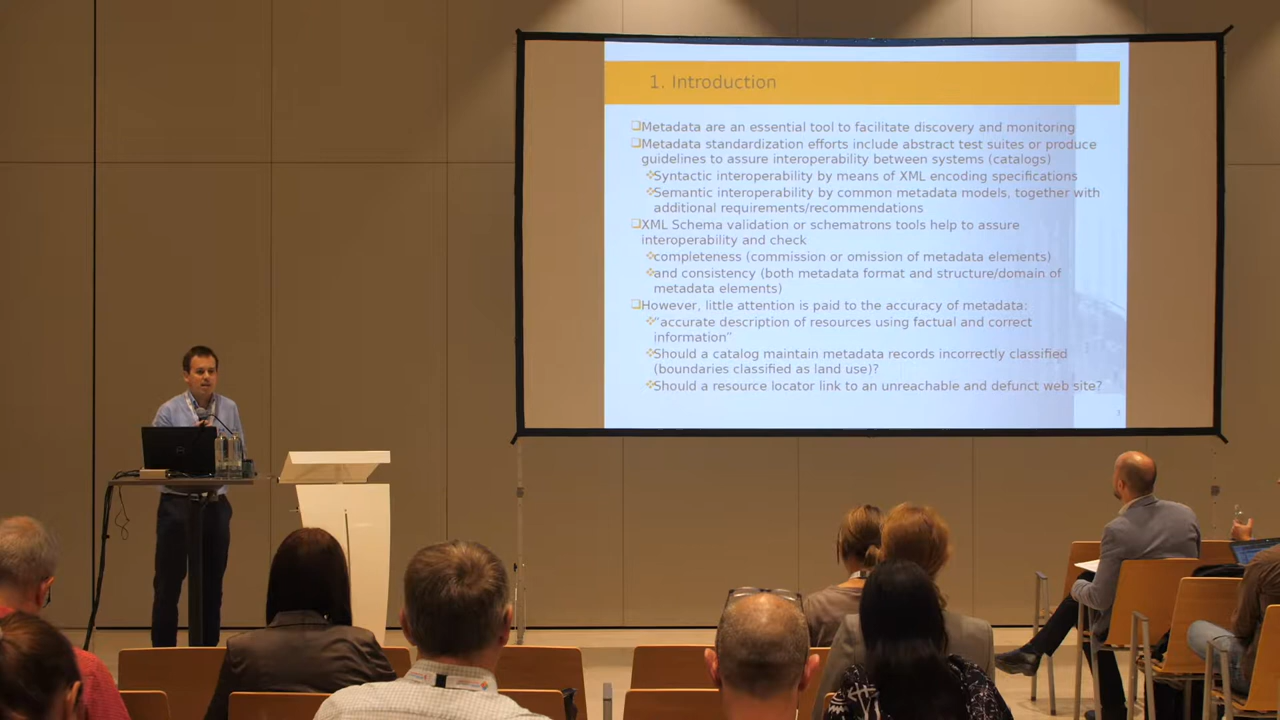 1. Introduction
Metadata are an essential tool to facilitate discovery and monitoring
Metadata standardization efforts include abstract test suites or produce
guidelines to assure interoperability between systems (catalogs)
Syntactic interoperability by means of XML encoding specifications
Semantic interoperability by common metadata models, together with
additional requirements/recommendations
XML Schema validation or schematrons tools help to assure
interoperability and check
completeness (commission or omission of metadata elements)
and consistency (both metadata format and structure/domain of
metadata elements)
However, little attention is paid to the accuracy of metadata:
"accurate description of resources using factual and correct
information"
Should a catalog maintain metadata records incorrectly classified
(boundaries classified as land use)?
Should a resource locator link to an unreachable and defunct web site?